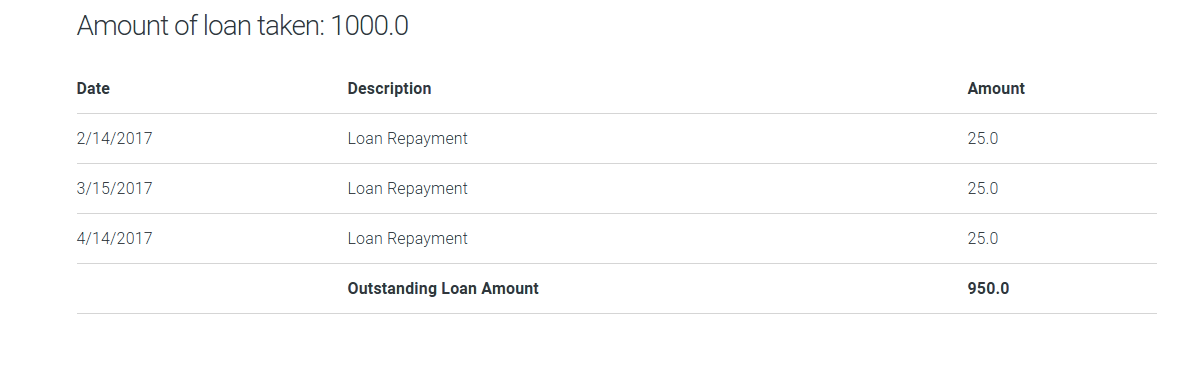 Amount of loan taken: 1000.0
Date Description Amount
2/14/2017 Loan Repayment 25.0
3/15/2017 Loan Repayment 25.0
4/14/2017 Loan Repayment 25.0
Outstanding Loan Amount 950.0